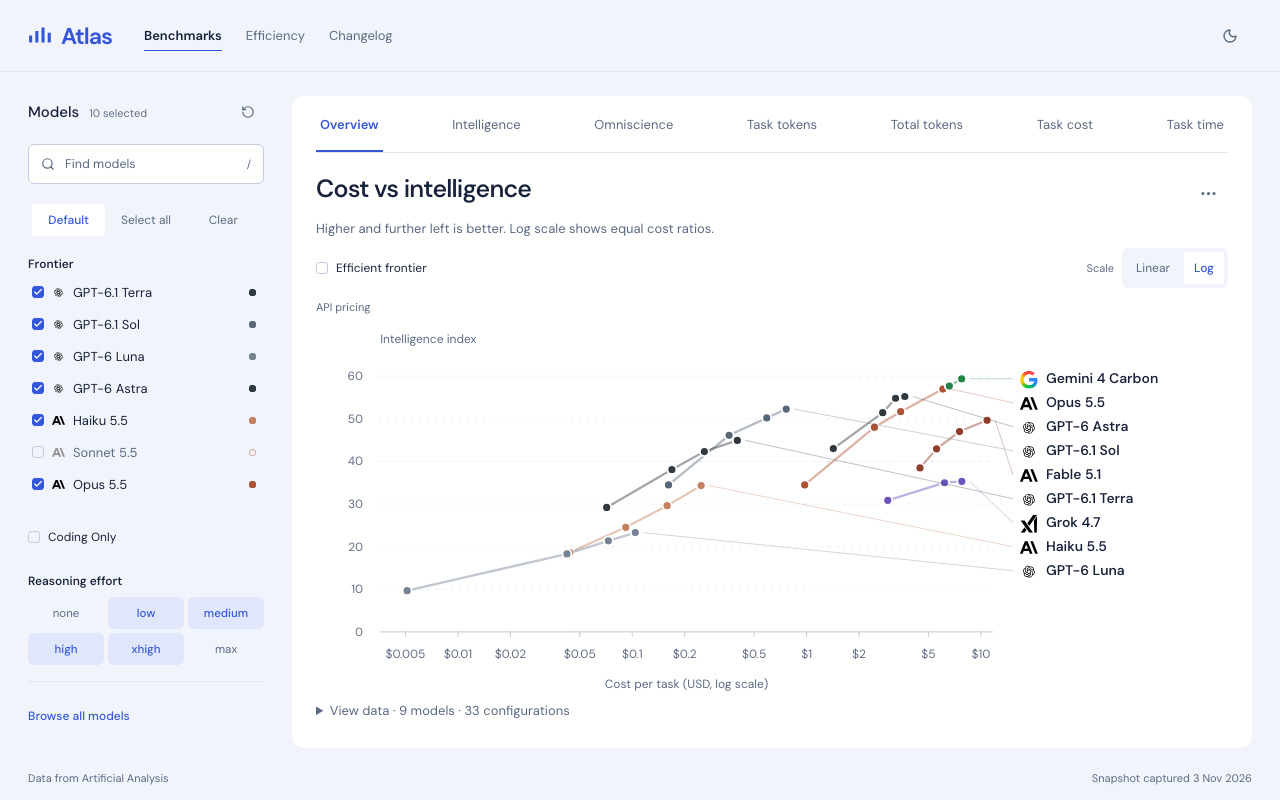 Atlas
Benchmarks
Efficiency
Changelog
Models
10 selected
Find models
/
Default
Select all
Clear
Frontier
GPT-6.1 Terra
GPT-6.1 Sol
GPT-6 Luna
GPT-6 Astra
Haiku 5.5
Sonnet 5.5
Opus 5.5
Coding Only
Reasoning effort
none
low
medium
high
xhigh
max
Browse all models
Overview
Intelligence
Omniscience
Task tokens
Total tokens
Task cost
Task time
Cost vs intelligence
Higher and further left is better. Log scale shows equal cost ratios.
Efficient frontier
Scale
Linear
Log
API pricing
Intelligence index
60
50
40
30
20
10
0
$0.005
$0.01
$0.02
$0.05
$0.1
$0.2
$0.5
$1
$2
$5
$10
Cost per task (USD, log scale)
Gemini 4 Carbon
Opus 5.5
GPT-6 Astra
GPT-6.1 Sol
Fable 5.1
GPT-6.1 Terra
Grok 4.7
Haiku 5.5
GPT-6 Luna
View data · 9 models · 33 configurations
Data from Artificial Analysis
Snapshot captured 3 Nov 2026